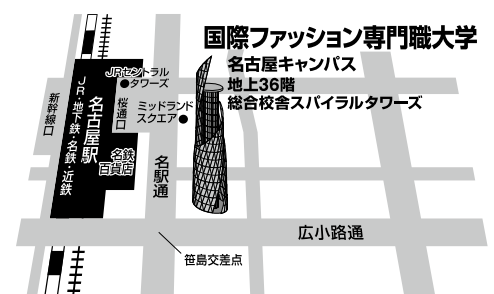 国際ファッション専門職大学
名古屋キャンパス
地上36階
総合校舎スパイラルタワーズ
JRセントラル
タワーズ
ミッドランド
スクエア
桜通口
新幹線口
名古屋駅
JR・地下鉄・名鉄・近鉄
名鉄
百貨店
名駅通
広小路通
笹島交差点